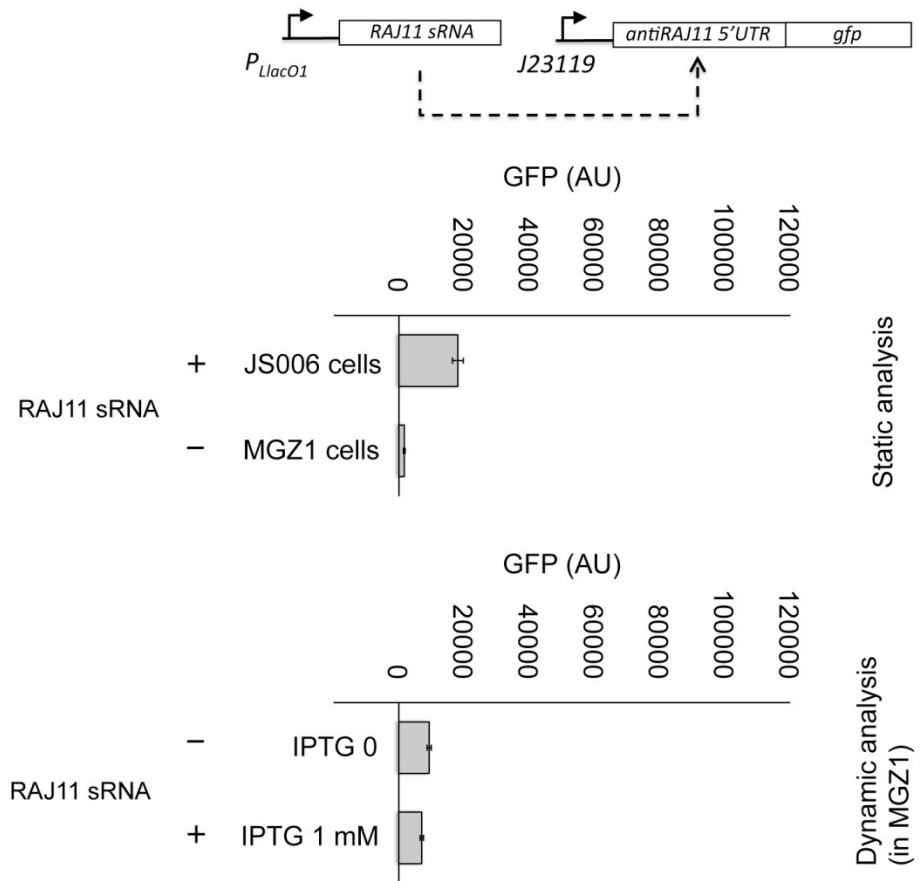 RAJ11 sRNA
antiRAJ11 5'UTR
gfp
PLlacO1
J23119
GFP (AU)
0
20000
40000
60000
80000
100000
120000
+
JS006 cells
RAJ11 sRNA
−
MGZ1 cells
Static analysis
GFP (AU)
0
20000
40000
60000
80000
100000
120000
−
IPTG 0
RAJ11 sRNA
+
IPTG 1 mM
Dynamic analysis
(in MGZ1)